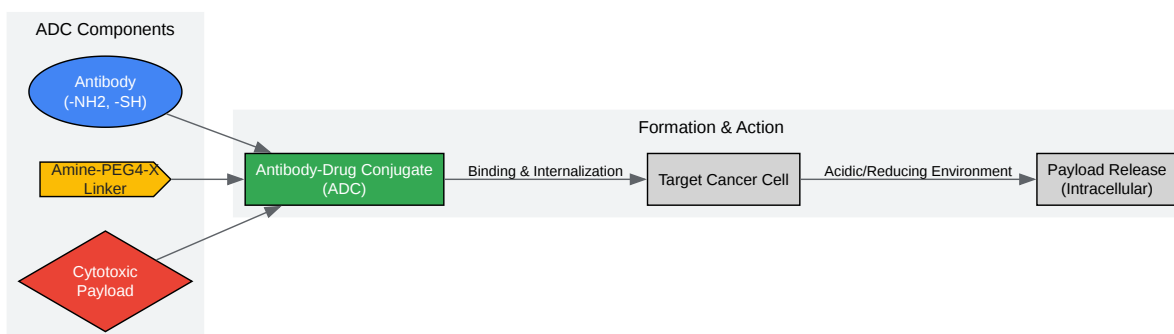 ADC Components
Antibody
(-NH2, -SH)
Amine-PEG4-X
Linker
Cytotoxic
Payload
Formation & Action
Antibody-Drug Conjugate
(ADC)
Binding & Internalization
Target Cancer Cell
Acidic/Reducing Environment
Payload Release
(Intracellular)